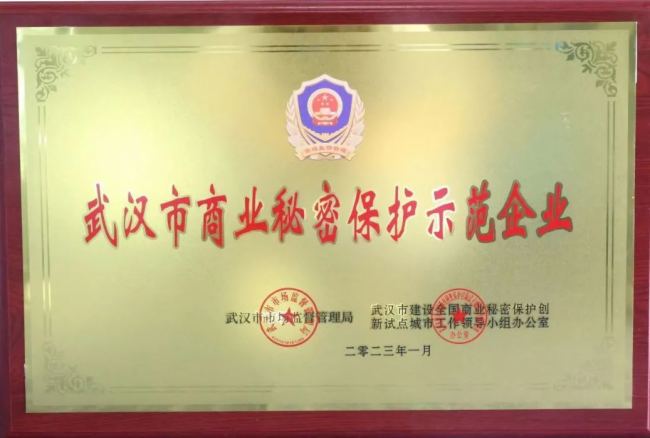 武汉市商业秘密保护示范企业
武汉市市场监督管理局
武汉市建设全国商业秘密保护创
新试点城市工作领导小组办公室
二零二三年一月